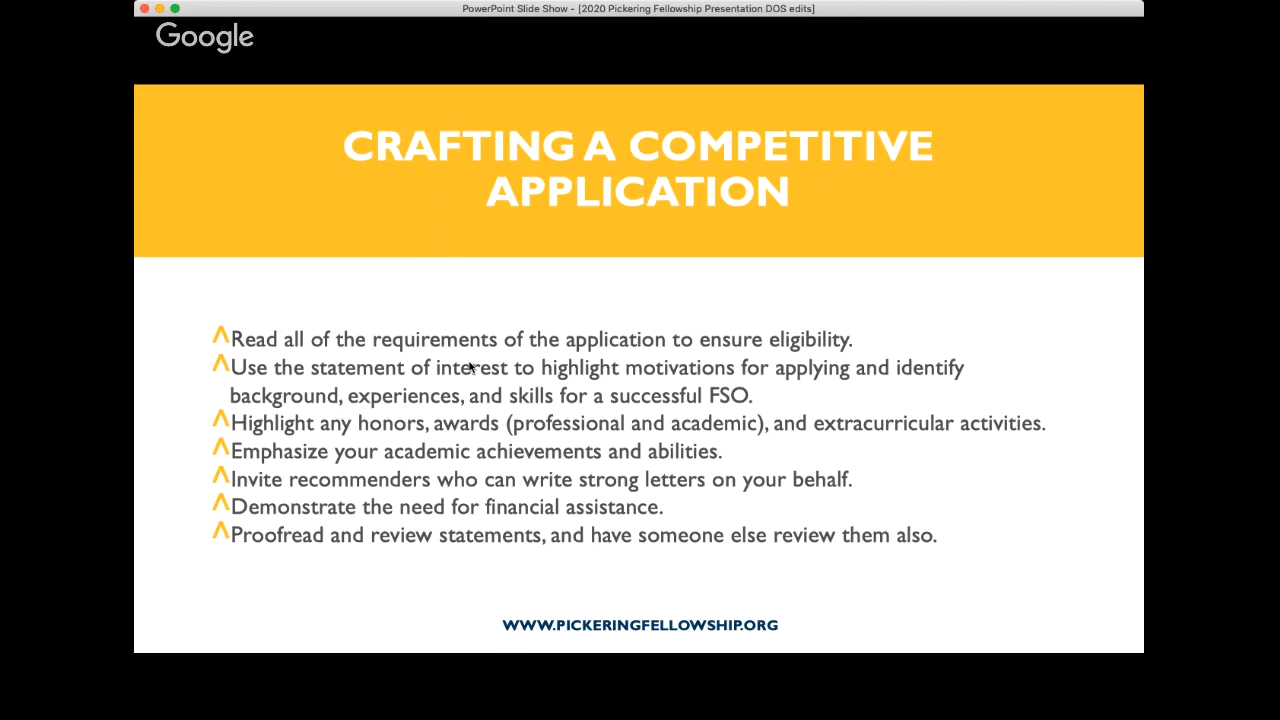 PowerPoint Slide Show - [2020 Pickering Fellowship Presentation DOS edits]
Google
CRAFTING A COMPETITIVE
APPLICATION
^Read all of the requirements of the application to ensure eligibility.
^Use the statement of interest to highlight motivations for applying and identify
background, experiences, and skills for a successful FSO.
^Highlight any honors, awards (professional and academic), and extracurricular activities.
^Emphasize your academic achievements and abilities.
^Invite recommenders who can write strong letters on your behalf.
^Demonstrate the need for financial assistance.
^Proofread and review statements, and have someone else review them also.
WWW.PICKERINGFELLOWSHIP.ORG